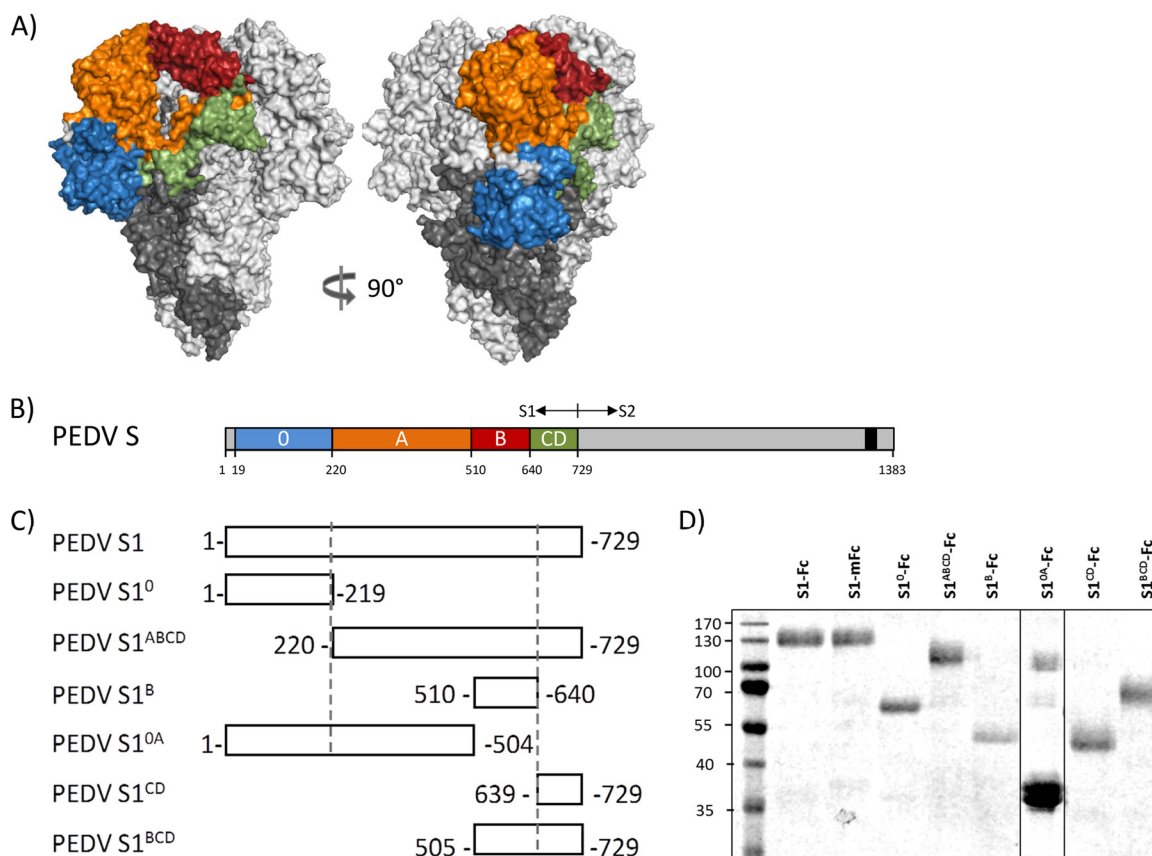 A)
90°
B)
S1 S2
PEDV S 0 A B CD
1 19 220 510 640 729 1383
C)
PEDV S1 1- -729
PEDV S1⁰ 1- -219
PEDV S1ᴬᴮᶜᴰ 220 - -729
PEDV S1ᴮ 510 - -640
PEDV S1⁰ᴬ 1- -504
PEDV S1ᶜᴰ 639 - -729
PEDV S1ᴮᶜᴰ 505 - -729
D)
S1-Fc
S1-mFc
S1⁰-Fc
S1ᴬᴮᶜᴰ-Fc
S1ᴮ-Fc
S1⁰ᴬ-Fc
S1ᶜᴰ-Fc
S1ᴮᶜᴰ-Fc
170
130
100
70
55
40
35